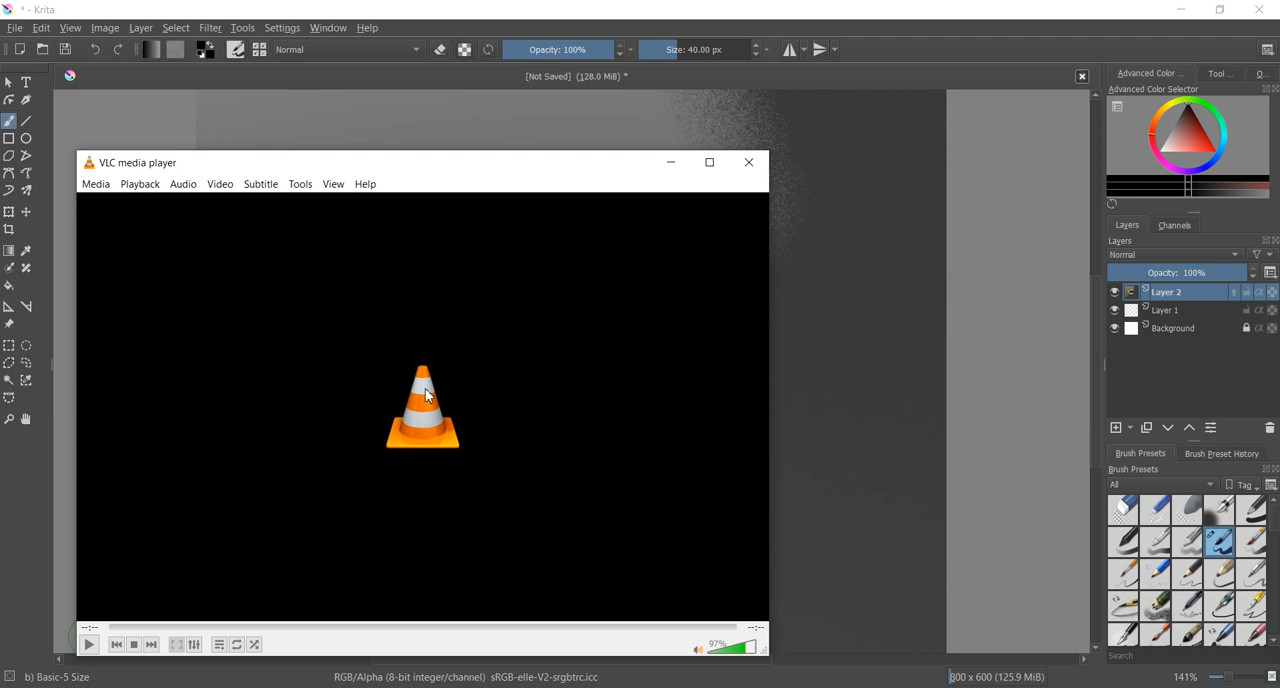 * - Krita
File Edit View Image Layer Select Filter Tools Settings Window Help
Normal
Opacity: 100%
Size: 40.00 px
[Not Saved] (128.0 MiB) *
Advanced Color ...
Tool ...
O...
Advanced Color Selector
VLC media player
Media Playback Audio Video Subtitle Tools View Help
--:--
--:--
97%
Layers
Channels
Layers
Normal
Opacity: 100%
Layer 2
Layer 1
Background
Brush Presets
Brush Preset History
Brush Presets
All
Tag
Search
b) Basic-5 Size
RGB/Alpha (8-bit integer/channel) sRGB-elle-V2-srgbtrc.icc
800 x 600 (125.9 MiB)
141%